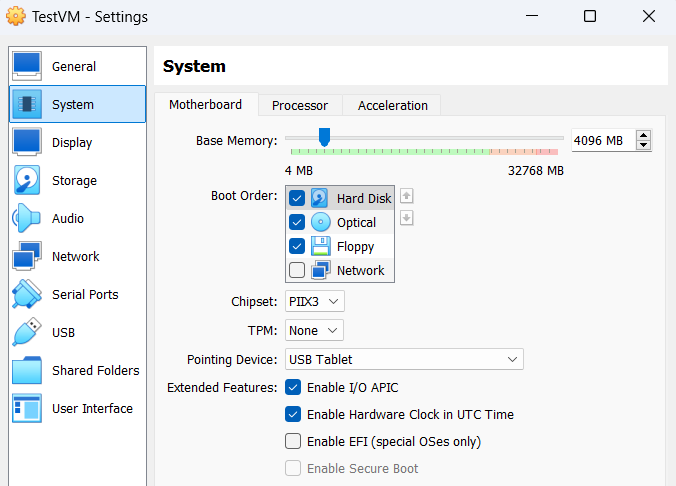 TestVM - Settings
General
System
Display
Storage
Audio
Network
Serial Ports
USB
Shared Folders
User Interface
System
Motherboard Processor Acceleration
Base Memory: 4096 MB
4 MB 32768 MB
Boot Order: Hard Disk
Optical
Floppy
Network
Chipset: PIIX3
TPM: None
Pointing Device: USB Tablet
Extended Features: Enable I/O APIC
Enable Hardware Clock in UTC Time
Enable EFI (special OSes only)
Enable Secure Boot